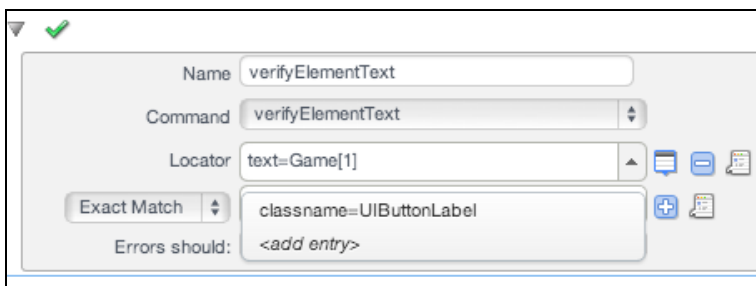 Name verifyElementText
Command verifyElementText
Locator text=Game[1]
Exact Match classname=UIButtonLabel
Errors should: <add entry>